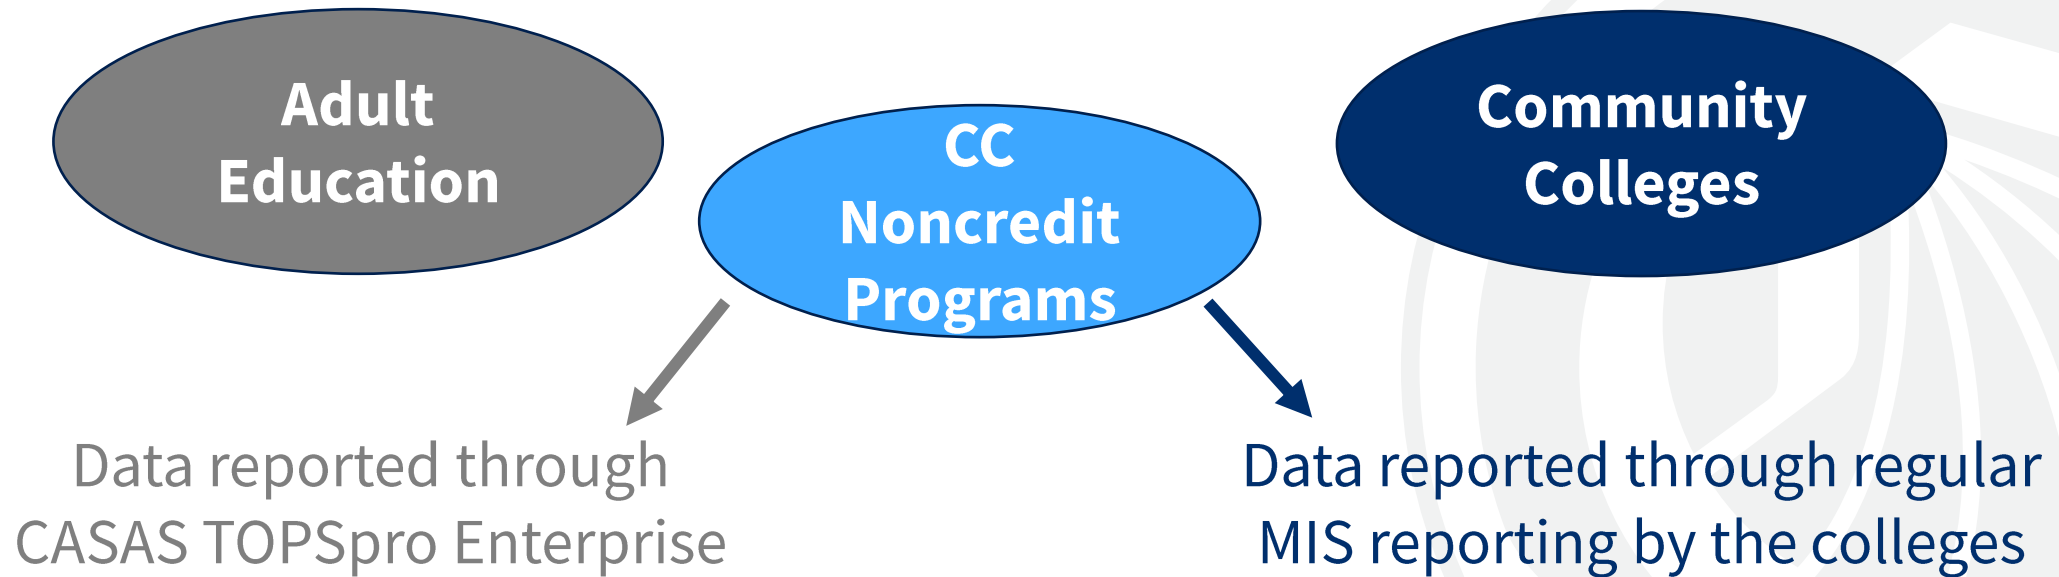 Adult
Education
CC
Noncredit
Programs
Community
Colleges
Data reported through
CASAS TOPSpro Enterprise
Data reported through regular
MIS reporting by the colleges